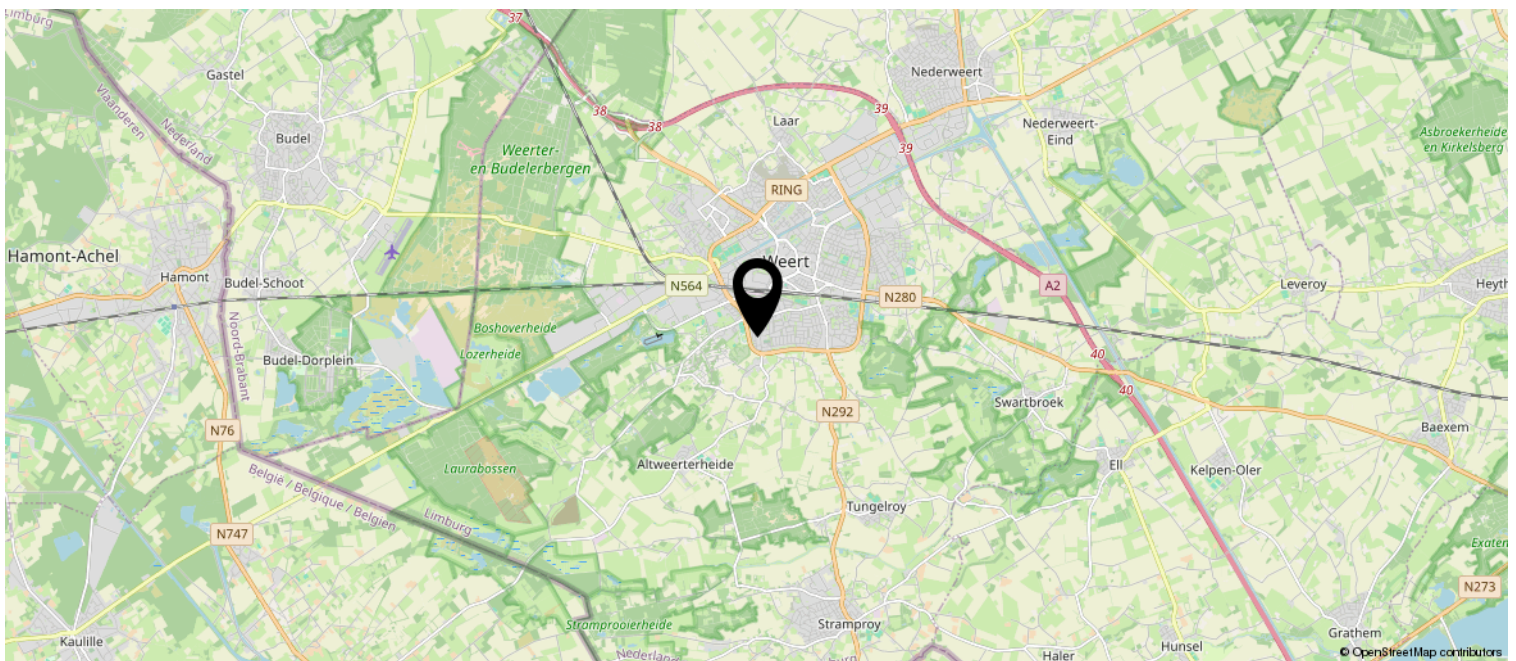 Limburg
37
Gastel
Nederweert
Vlaanderen
Nederland
38
38
39
Laar
Nederweert-
Eind
Budel
Asbroekerheide
en Kirkelsberg
Weerter-
en Budelerbergen
39
RING
Hamont-Achel
Weert
Hamont
Budel-Schoot
N564
N280
A2
Leveroy
Heyth
Noord-Brabant
Boshoverheide
Budel-Dorplein
Lozerheide
40
40
N76
N292
Swartbroek
Baexem
Laurabossen
Altweerterheide
Ell
Kelpen-Oler
België / Belgique / Belgien
Limburg
Tungelroy
N747
Exaten
N273
Kaulille
Stramprooierheide
Stramproy
Nederland
burg
Haler
Hunsel
Grathem
© OpenStreetMap contributors